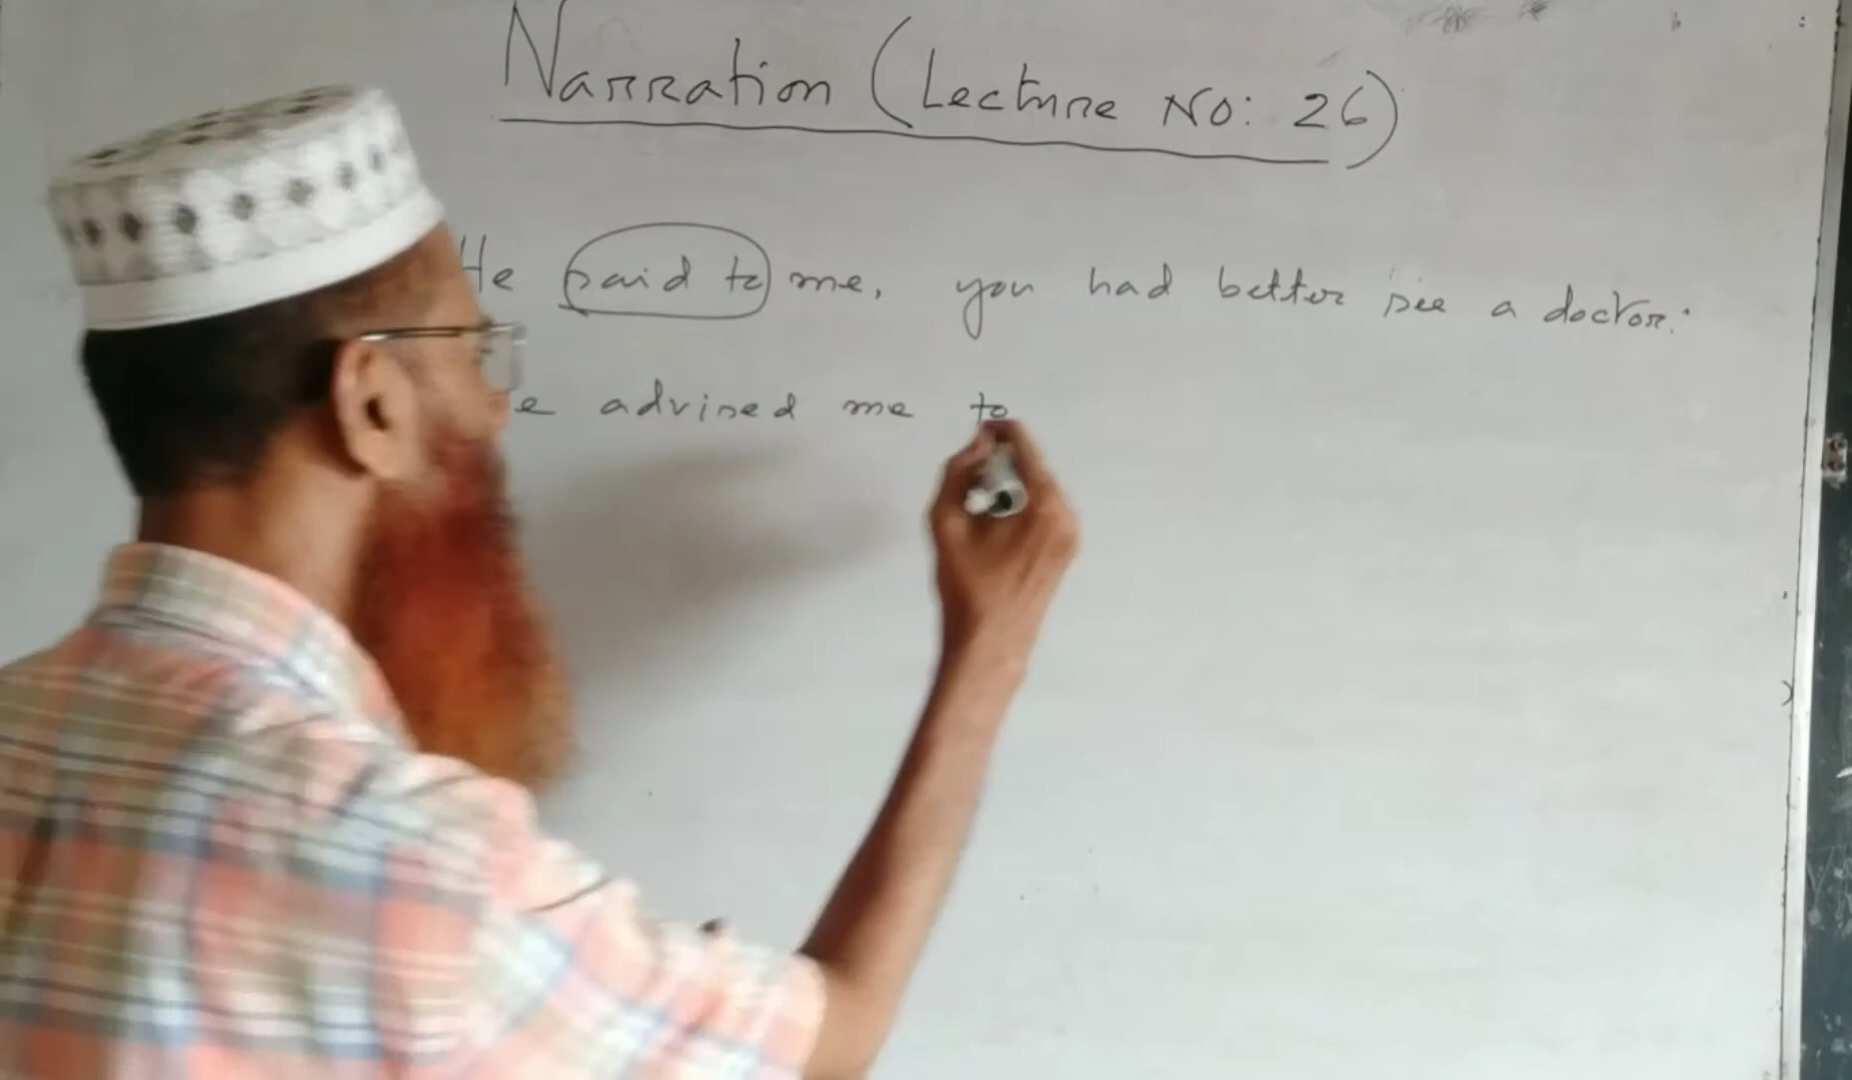 Narration (Lecture No: 26)
He said to me, you had better see a doctor.
e advised me to